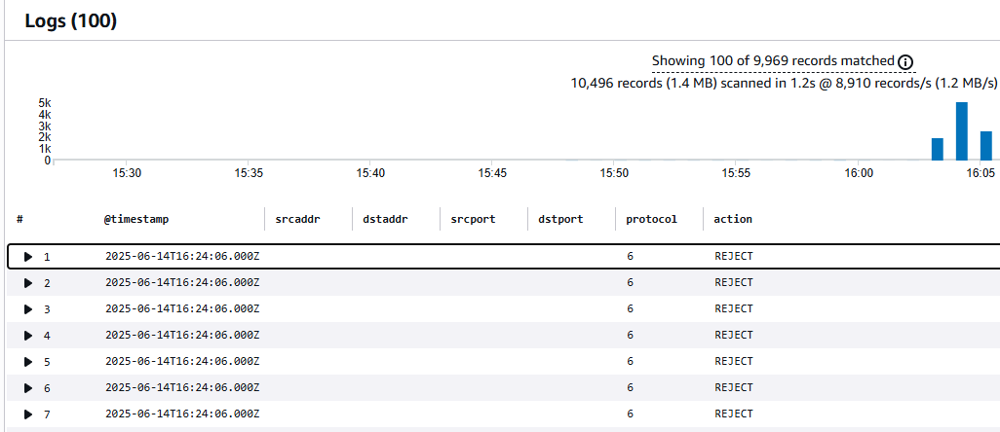 Logs (100)
Showing 100 of 9,969 records matched
10,496 records (1.4 MB) scanned in 1.2s @ 8,910 records/s (1.2 MB/s)
5k
4k
3k
2k
1k
0
15:30 15:35 15:40 15:45 15:50 15:55 16:00 16:05
# @timestamp srcaddr dstaddr srcport dstport protocol action
1 2025-06-14T16:24:06.000Z 6 REJECT
2 2025-06-14T16:24:06.000Z 6 REJECT
3 2025-06-14T16:24:06.000Z 6 REJECT
4 2025-06-14T16:24:06.000Z 6 REJECT
5 2025-06-14T16:24:06.000Z 6 REJECT
6 2025-06-14T16:24:06.000Z 6 REJECT
7 2025-06-14T16:24:06.000Z 6 REJECT